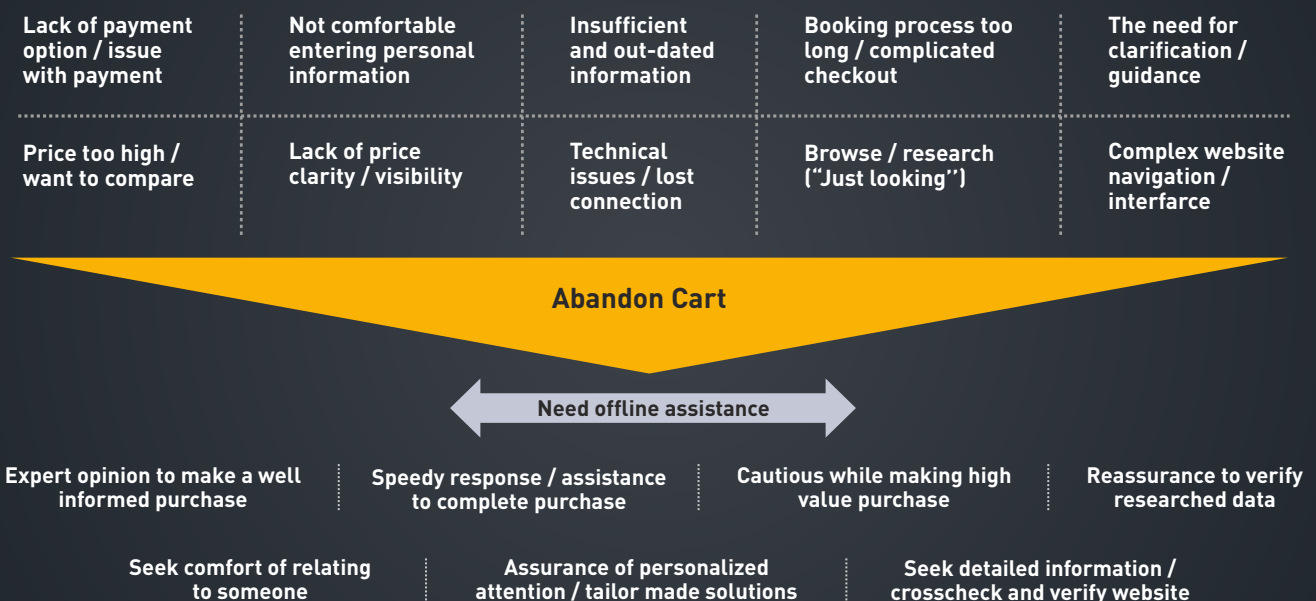 Lack of payment
option / issue
with payment
Not comfortable
entering personal
information
Insufficient
and out-dated
information
Booking process too
long / complicated
checkout
The need for
clarification /
guidance
Price too high /
want to compare
Lack of price
clarity / visibility
Technical
issues / lost
connection
Browse / research
(“Just looking’’)
Complex website
navigation /
interfarce
Abandon Cart
Need offline assistance
Expert opinion to make a well
informed purchase
Speedy response / assistance
to complete purchase
Cautious while making high
value purchase
Reassurance to verify
researched data
Seek comfort of relating
to someone
Assurance of personalized
attention / tailor made solutions
Seek detailed information /
crosscheck and verify website